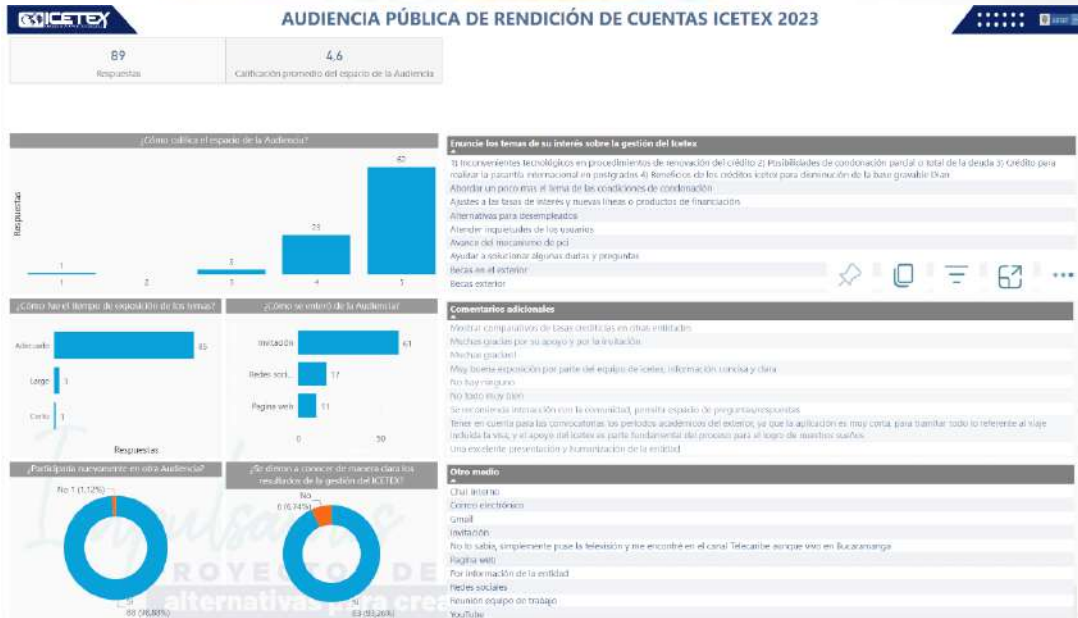 ICETEX
AUDIENCIA PÚBLICA DE RENDICIÓN DE CUENTAS ICETEX 2023
89
Respuestas
4,6
Calificación promedio del espacio de la Audiencia
¿Cómo califica el espacio de la Audiencia?
Respuestas
1
3
23
62
1
2
3
4
5
Enuncie los temas de su interés sobre la gestión del Icetex
1) Inconvenientes tecnológicos en procedimientos de renovación del crédito 2) Posibilidades de condonación parcial o total de la deuda 3) Crédito para
realizar la pasantía internacional en postgrados 4) Beneficios de los créditos icetex para disminución de la base gravable Dian
Abordar un poco mas el tema de las condiciones de condonación
Ajustes a las tasas de interés y nuevas líneas o productos de financiación
Alternativas para desempleados
Atender inquietudes de los usuarios
Avance del mecanismo de pci
Ayudar a solucionar algunas dudas y preguntas
Becas en el exterior
Becas exterior
¿Cómo fue el tiempo de exposición de los temas?
Adecuado
85
Largo
3
Corto
1
Respuestas
¿Cómo se enteró de la Audiencia?
Invitación
61
Redes soci...
17
Pagina web
11
0
50
Comentarios adicionales
Mostrar comparativos de tasas crediticias en otras entidades
Muchas gracias por su apoyo y por la invitación
Muchas gracias!
Muy buena exposición por parte del equipo de icetex, información concisa y clara
No hay ninguno
No todo muy bien
Se recomienda interacción con la comunidad, permita espacio de preguntas/respuestas
Tener en cuenta para las convocatorias los periodos académicos del exterior, ya que la aplicación es muy corta, para tramitar todo lo referente al viaje
incluida la visa, y el apoyo del icetex es parte fundamental del proceso para el logro de nuestros sueños
Una excelente presentación y humanización de la entidad
¿Participaría nuevamente en otra Audiencia?
No 1 (1,12%)
Si
88 (98,88%)
¿Se dieron a conocer de manera clara los
resultados de la gestión del ICETEX?
No
6 (6,74%)
Si
83 (93,26%)
Otro medio
Chat interno
Correo electrónico
Gmail
Invitación
No lo sabía, simplemente puse la televisión y me encontré en el canal Telecaribe aunque vivo en Bucaramanga
Pagina web
Por información de la entidad
Redes sociales
Reunión equipo de trabajo
YouTube
Impulsamos
PROYECTOS DE
alternativas para crea